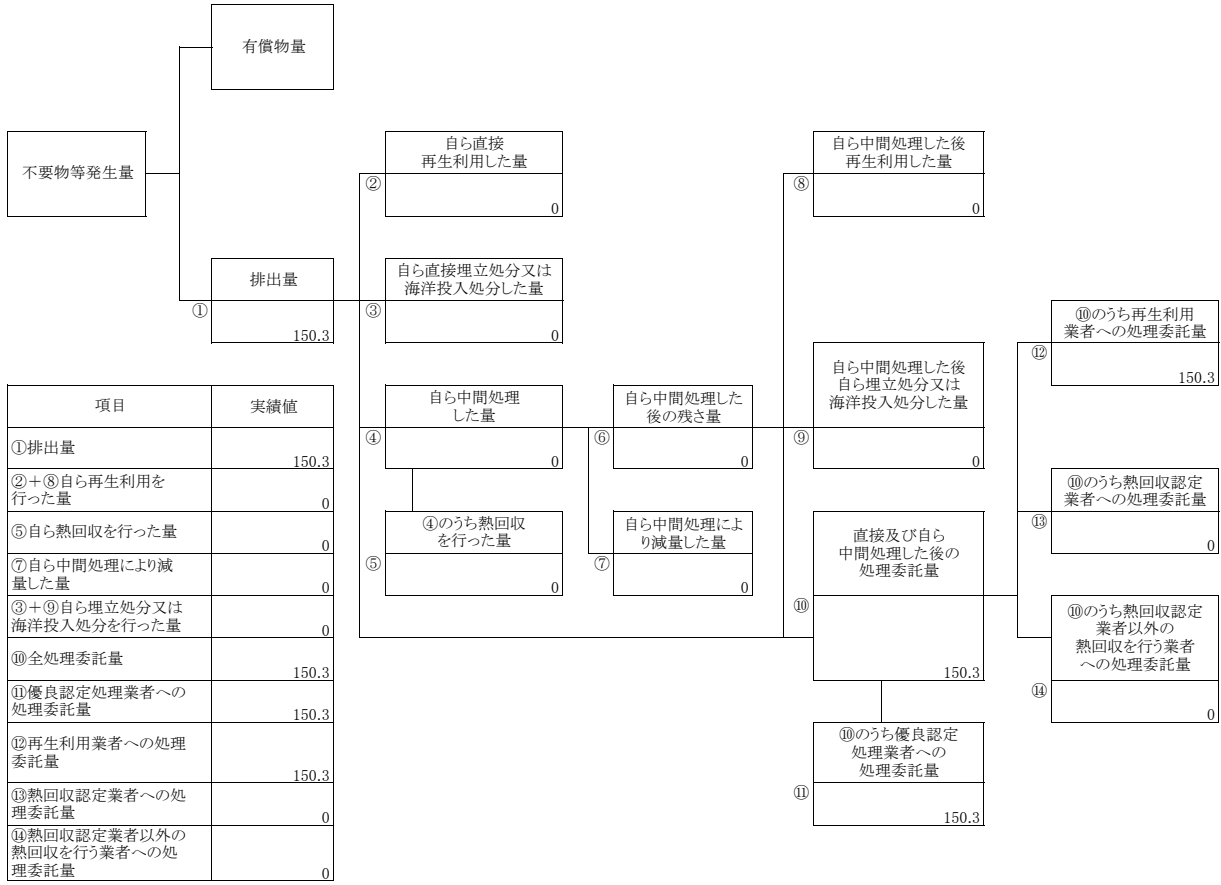 有償物量
不要物等発生量
自ら直接
再生利用した量
②
0
自ら中間処理した後
再生利用した量
⑧
0
排出量
①
150.3
自ら直接埋立処分又は
海洋投入処分した量
③
0
⑩のうち再生利用
業者への処理委託量
⑫
150.3
自ら中間処理した後
自ら埋立処分又は
海洋投入処分した量
⑨
0
自ら中間処理
した量
④
0
自ら中間処理した
後の残さ量
⑥
0
⑩のうち熱回収認定
業者への処理委託量
⑬
0
④のうち熱回収
を行った量
⑤
0
自ら中間処理によ
り減量した量
⑦
0
直接及び自ら
中間処理した後の
処理委託量
⑩
150.3
⑩のうち熱回収認定
業者以外の
熱回収を行う業者
への処理委託量
⑭
0
⑩のうち優良認定
処理業者への
処理委託量
⑪
150.3
項目 実績値
①排出量
150.3
②＋⑧自ら再生利用を
行った量
0
⑤自ら熱回収を行った量
0
⑦自ら中間処理により減
量した量
0
③＋⑨自ら埋立処分又は
海洋投入処分を行った量
0
⑩全処理委託量
150.3
⑪優良認定処理業者への
処理委託量
150.3
⑫再生利用業者への処理
委託量
150.3
⑬熱回収認定業者への処
理委託量
0
⑭熱回収認定業者以外の
熱回収を行う業者への処
理委託量
0